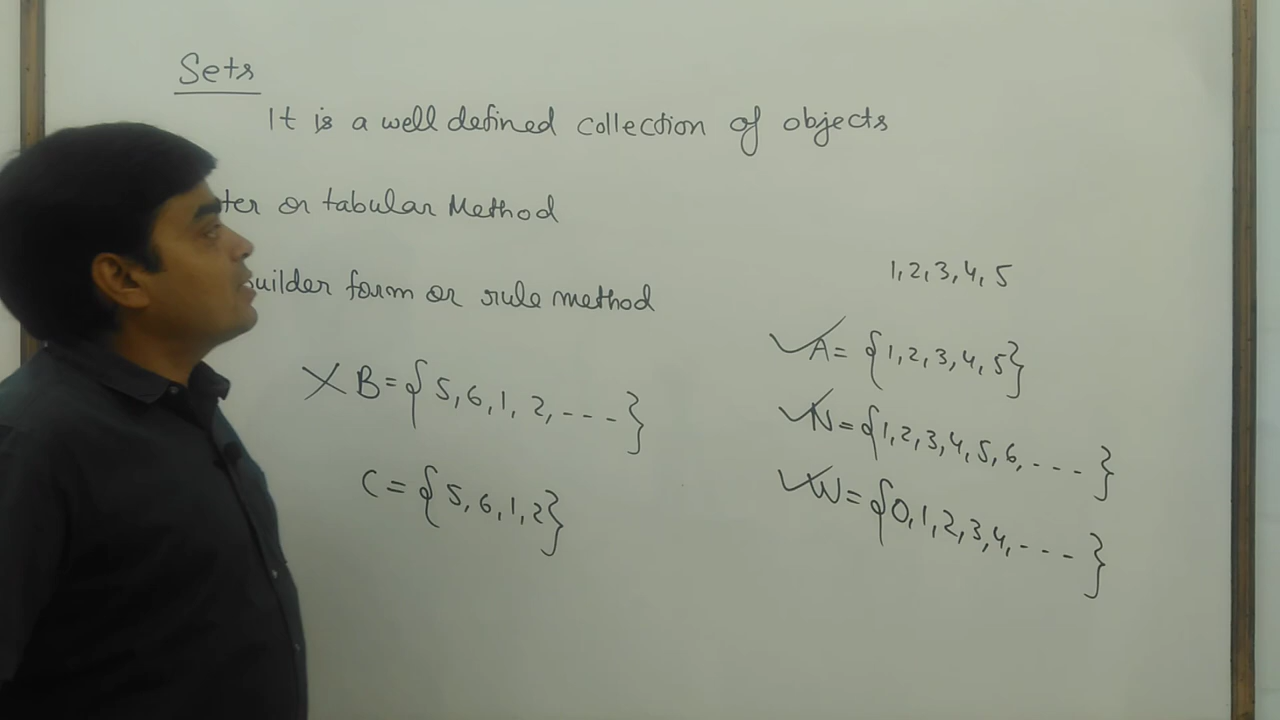 Sets
It is a well defined collection of objects
ter or tabular Method
uilder form or rule method
1, 2, 3, 4, 5
✓ A = {1, 2, 3, 4, 5}
X B = {5, 6, 1, 2, - - - }
✓ N = {1, 2, 3, 4, 5, 6, - - - - }
C = {5, 6, 1, 2}
✓ W = {0, 1, 2, 3, 4, - - - }